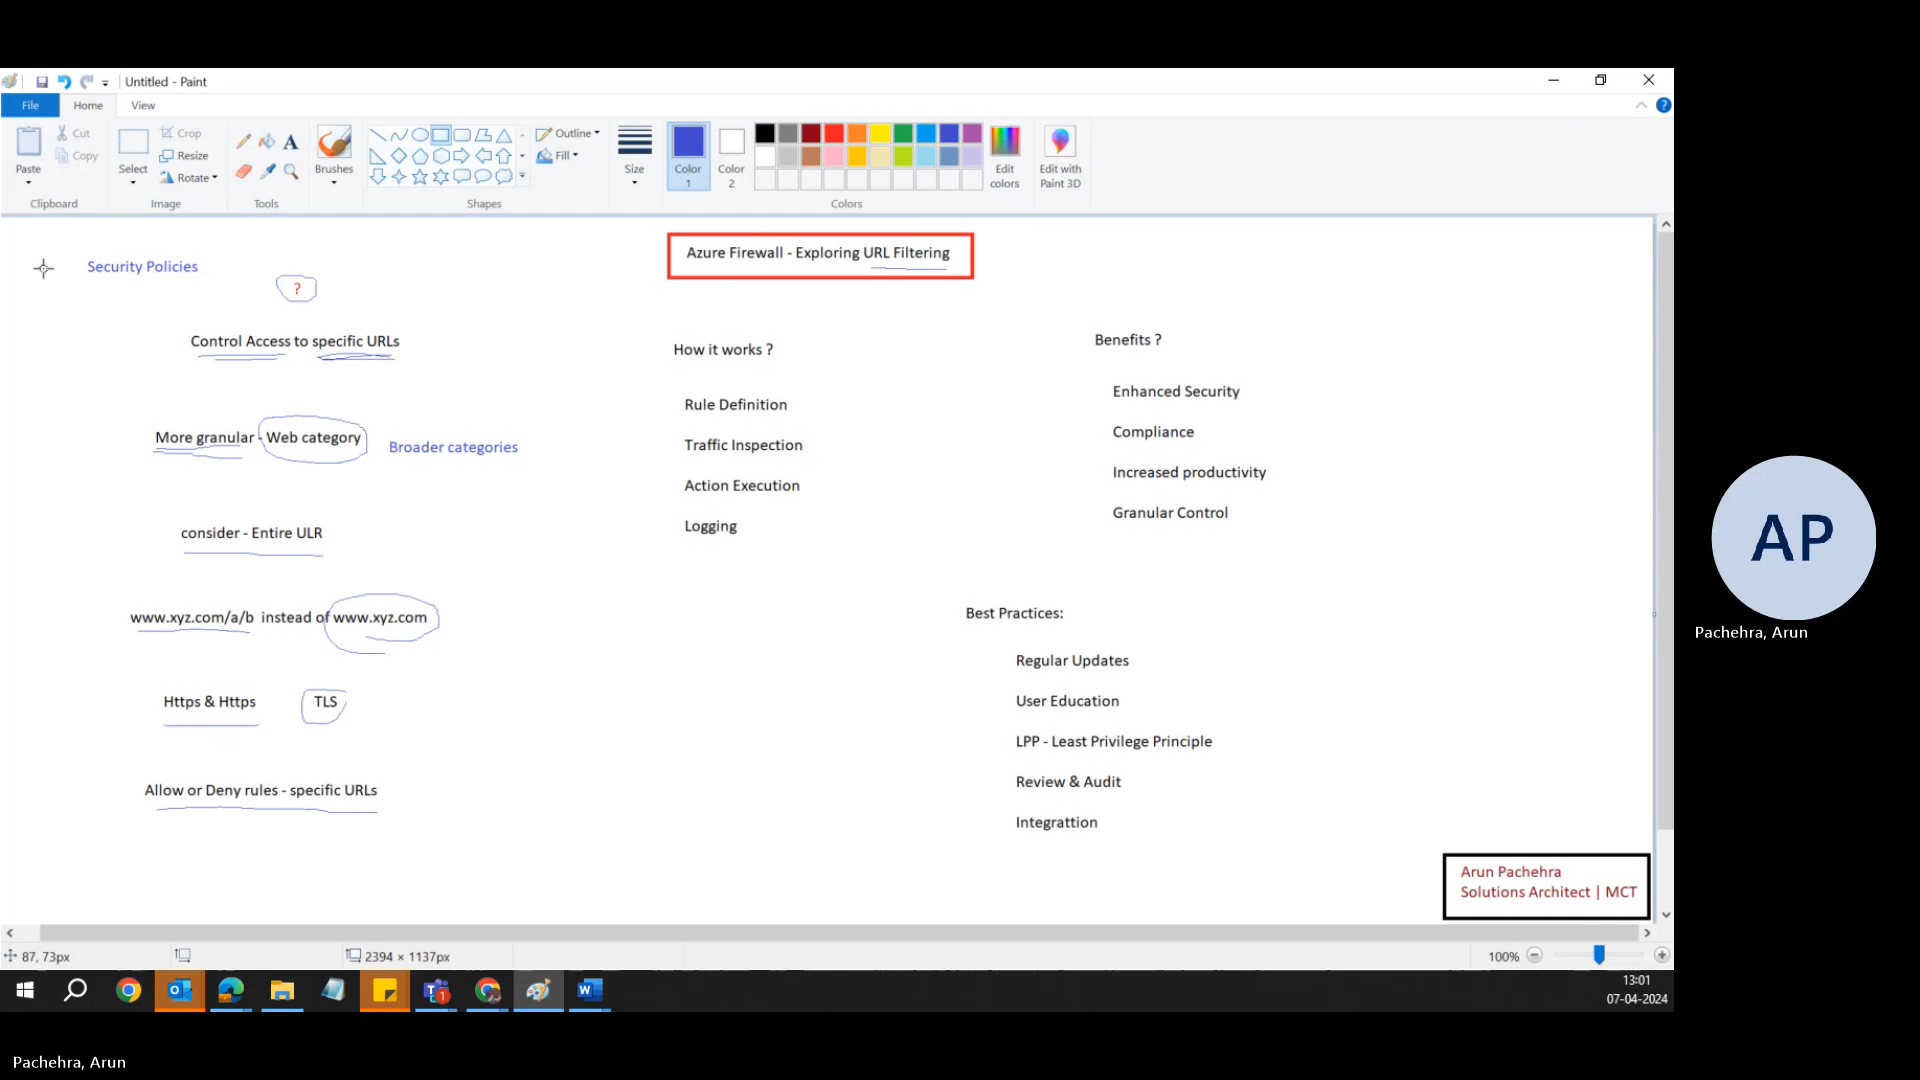 Untitled - Paint
File
Home
View
Paste
Cut
Copy
Clipboard
Select
Crop
Resize
Rotate
Image
A
Tools
Brushes
Shapes
Outline
Fill
Size
Color 1
Color 2
Colors
Edit colors
Edit with Paint 3D
Azure Firewall - Exploring URL Filtering
Security Policies
?
Control Access to specific URLs
More granular - Web category
Broader categories
consider - Entire ULR
www.xyz.com/a/b instead of www.xyz.com
Https & Https
TLS
Allow or Deny rules - specific URLs
How it works ?
Rule Definition
Traffic Inspection
Action Execution
Logging
Benefits ?
Enhanced Security
Compliance
Increased productivity
Granular Control
Best Practices:
Regular Updates
User Education
LPP - Least Privilege Principle
Review & Audit
Integrattion
Arun Pachehra
Solutions Architect | MCT
AP
Pachehra, Arun
87, 73px
2394 × 1137px
100%
13:01
07-04-2024
Pachehra, Arun